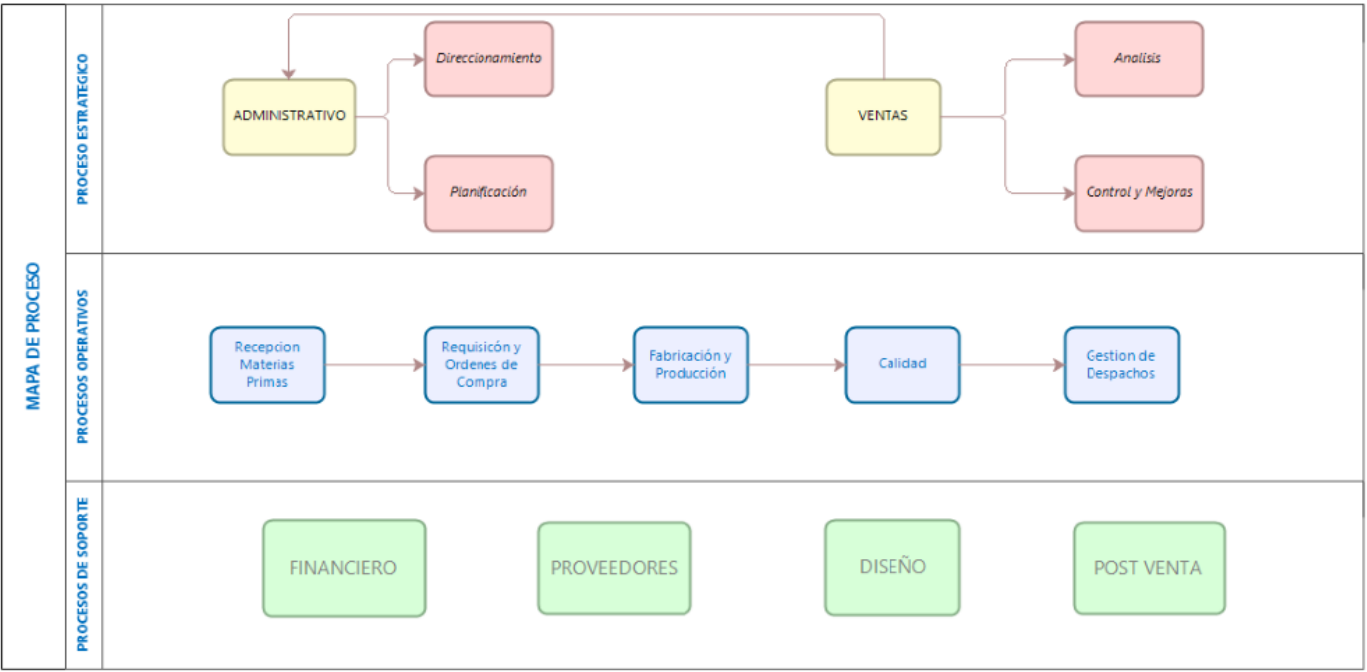 MAPA DE PROCESO
PROCESO ESTRATEGICO
ADMINISTRATIVO
Direccionamiento
Planificación
VENTAS
Analisis
Control y Mejoras
PROCESOS OPERATIVOS
Recepcion
Materias
Primas
Requisicón y
Ordenes de
Compra
Fabricación y
Producción
Calidad
Gestion de
Despachos
PROCESOS DE SOPORTE
FINANCIERO
PROVEEDORES
DISEÑO
POST VENTA